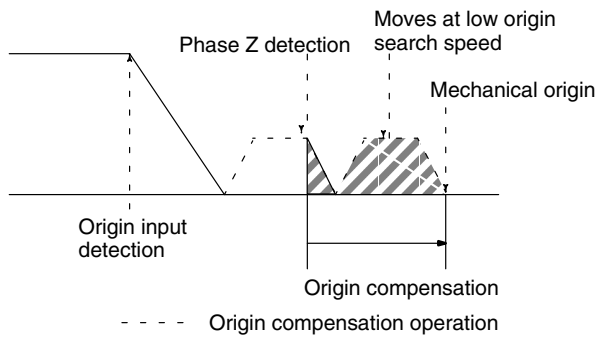 Moves at low origin
search speed
Phase Z detection
Mechanical origin
Origin input
detection
Origin compensation
Origin compensation operation